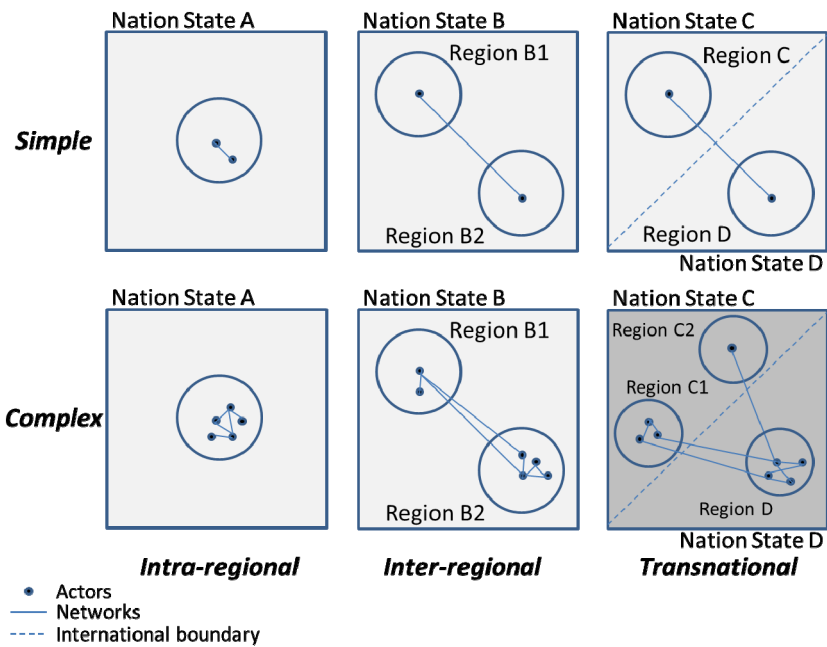 Nation State A
Nation State B
Nation State C
Region B1
Region C
Simple
Region B2
Region D
Nation State D
Nation State A
Nation State B
Nation State C
Region B1
Region C2
Region C1
Complex
Region B2
Region D
Nation State D
Intra-regional
Inter-regional
Transnational
Actors
Networks
International boundary